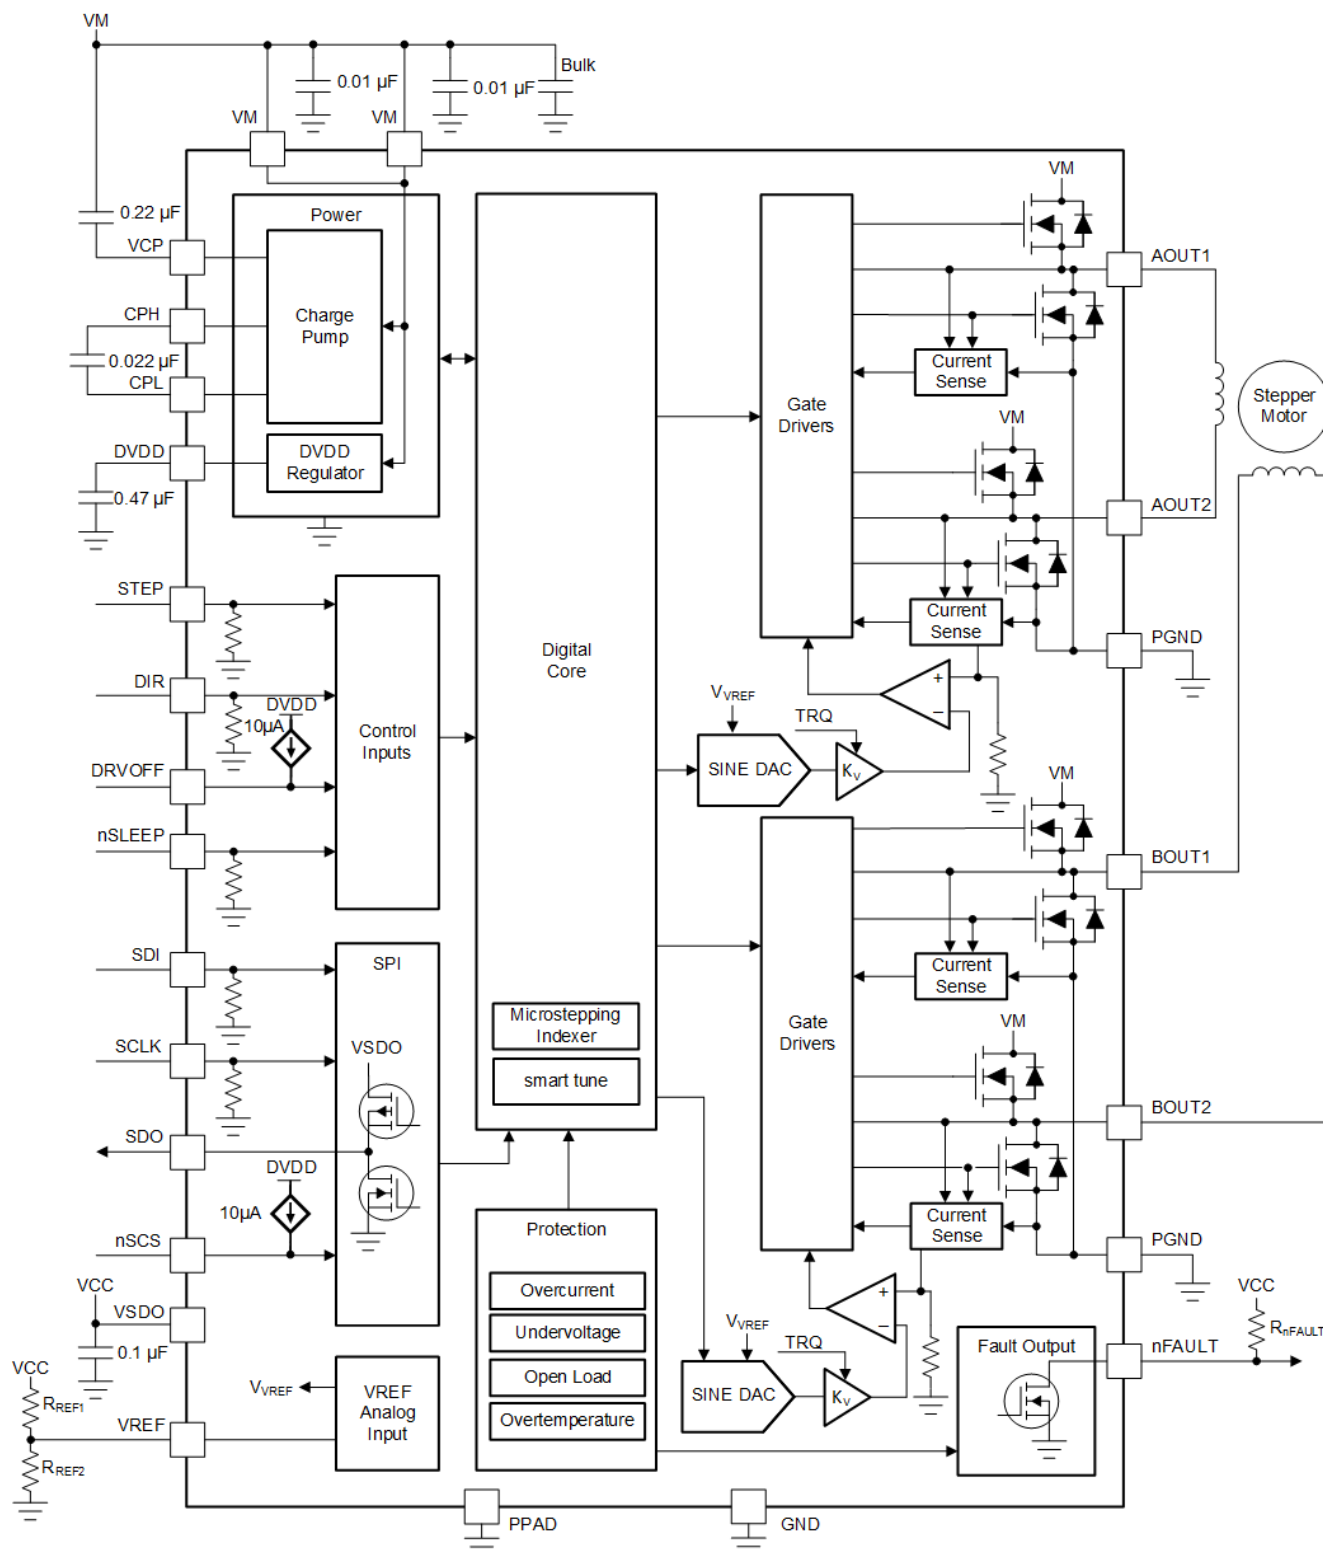 VM
0.01 µF
0.01 µF
Bulk
VM
VM
0.22 µF
VCP
Power
Charge
Pump
CPH
0.022 µF
CPL
DVDD
0.47 µF
DVDD
Regulator
STEP
DIR
DVDD
10µA
DRVOFF
nSLEEP
Control
Inputs
SDI
SCLK
SDO
DVDD
10µA
nSCS
SPI
VSDO
VCC
VSDO
0.1 µF
VCC
RREF1
VREF
RREF2
VVREF
VREF
Analog
Input
Digital
Core
Microstepping
Indexer
smart tune
Protection
Overcurrent
Undervoltage
Open Load
Overtemperature
Gate
Drivers
VM
Current
Sense
VM
Current
Sense
AOUT1
Stepper
Motor
AOUT2
PGND
VVREF
TRQ
SINE DAC
KV
+
−
Gate
Drivers
VM
Current
Sense
VM
Current
Sense
BOUT1
BOUT2
PGND
VVREF
TRQ
SINE DAC
KV
+
−
Fault Output
VCC
RnFAULT
nFAULT
PPAD
GND